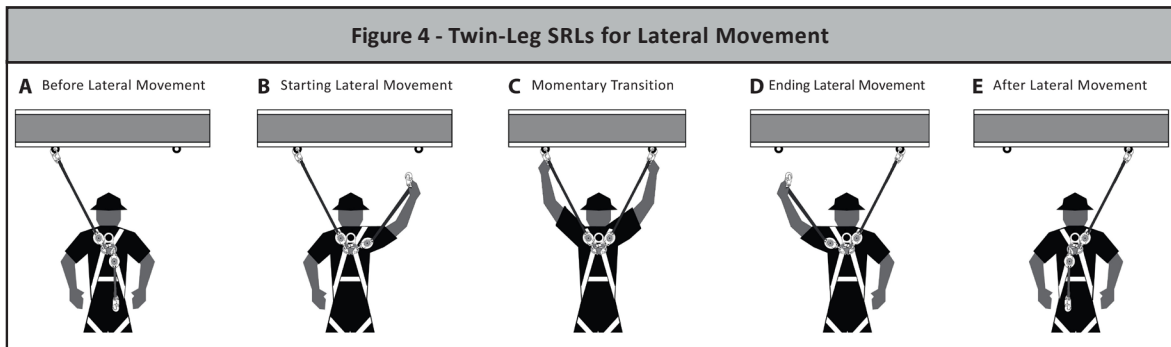 Figure 4 - Twin-Leg SRLs for Lateral Movement
A Before Lateral Movement
B Starting Lateral Movement
C Momentary Transition
D Ending Lateral Movement
E After Lateral Movement